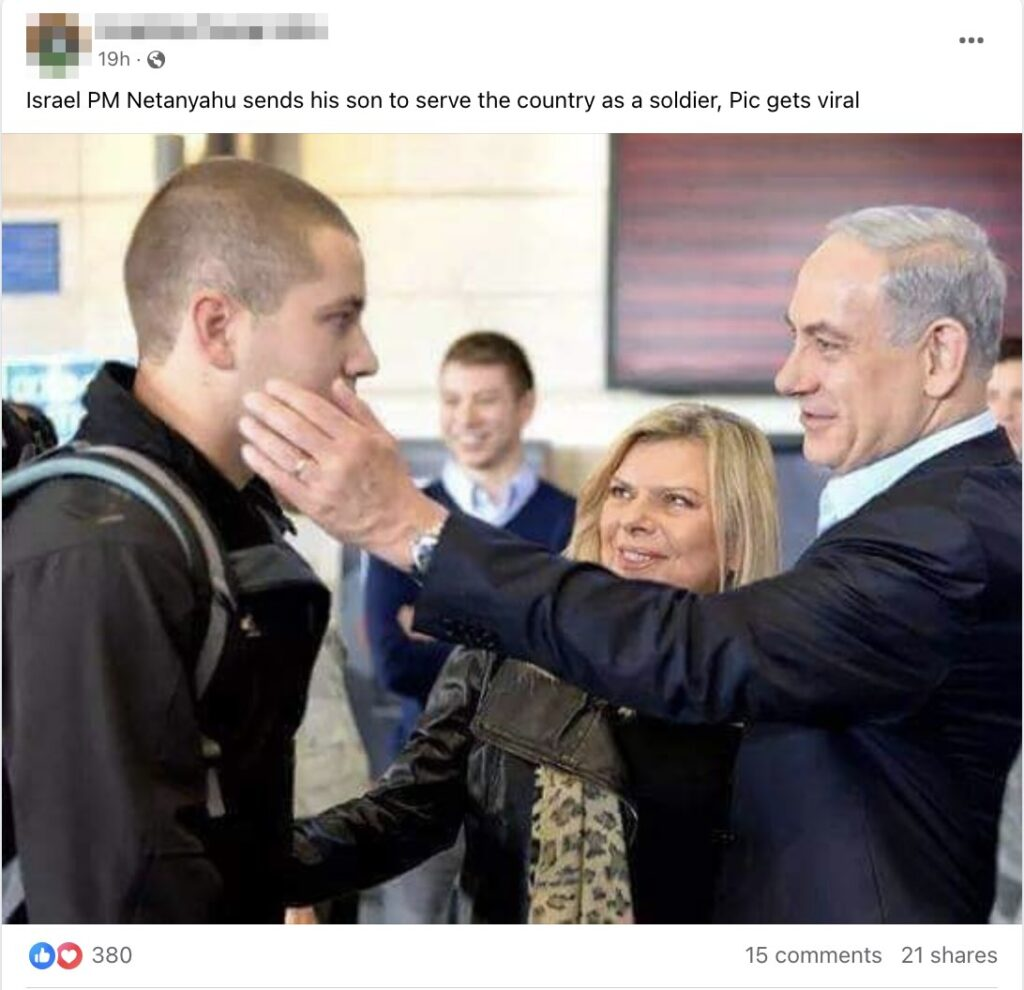 19h ·
Israel PM Netanyahu sends his son to serve the country as a soldier, Pic gets viral
380
15 comments 21 shares